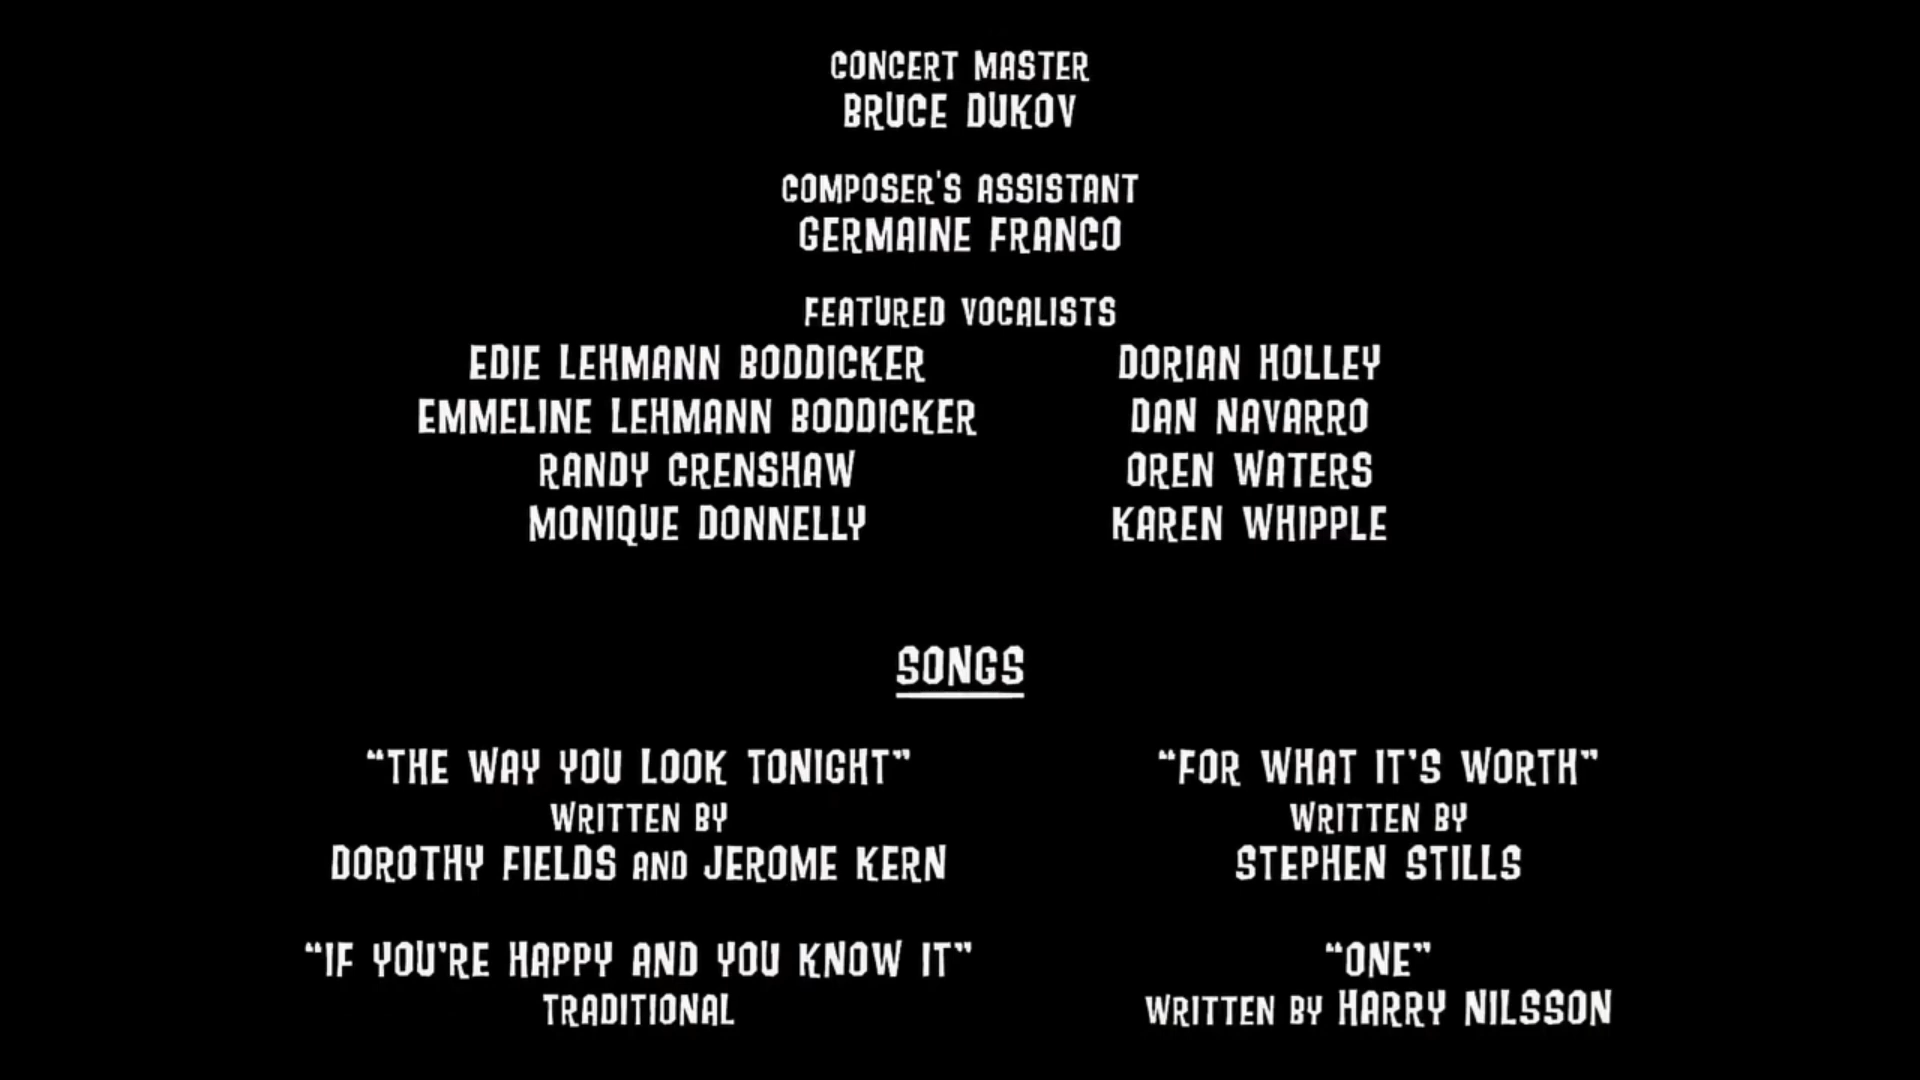 CONCERT MASTER
BRUCE DUKOV
COMPOSER'S ASSISTANT
GERMAINE FRANCO
FEATURED VOCALISTS
EDIE LEHMANN BODDICKER
EMMELINE LEHMANN BODDICKER
RANDY CRENSHAW
MONIQUE DONNELLY
DORIAN HOLLEY
DAN NAVARRO
OREN WATERS
KAREN WHIPPLE
SONGS
“THE WAY YOU LOOK TONIGHT”
WRITTEN BY
DOROTHY FIELDS AND JEROME KERN
“FOR WHAT IT'S WORTH”
WRITTEN BY
STEPHEN STILLS
“IF YOU'RE HAPPY AND YOU KNOW IT”
TRADITIONAL
“ONE”
WRITTEN BY HARRY NILSSON